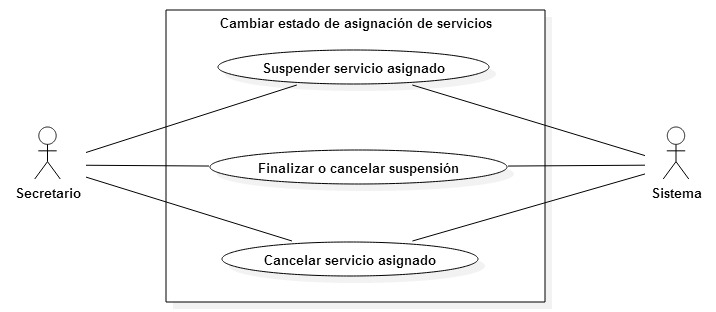 Cambiar estado de asignación de servicios
Suspender servicio asignado
Finalizar o cancelar suspensión
Secretario
Sistema
Cancelar servicio asignado